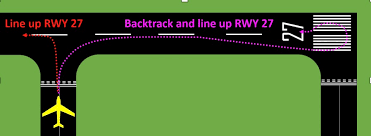 Line up RWY 27
Backtrack and line up RWY 27
27